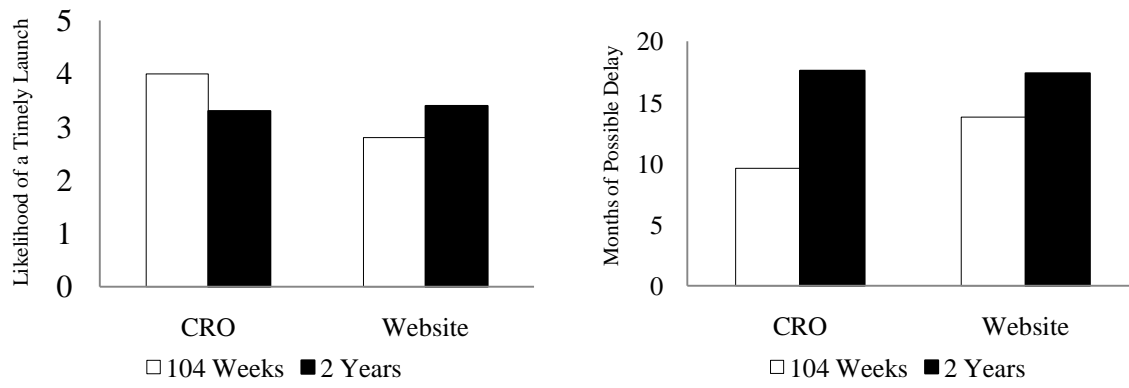 Likelihood of a Timely Launch
5
4
3
2
1
0
CRO Website
104 Weeks 2 Years
Months of Possible Delay
20
15
10
5
0
CRO Website
104 Weeks 2 Years